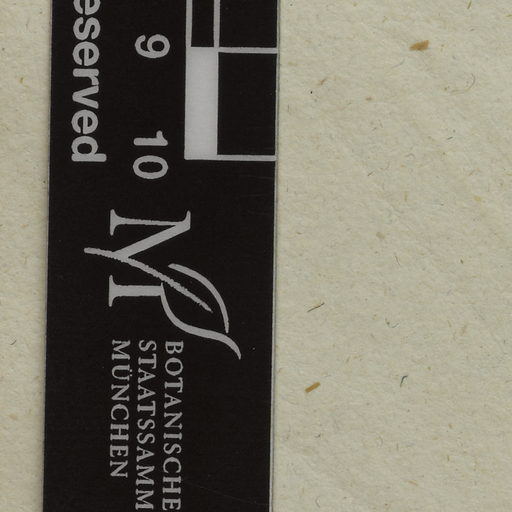 eserved
9
10
M
BOTANISCHE
STAATSSAMM
MÜNCHEN